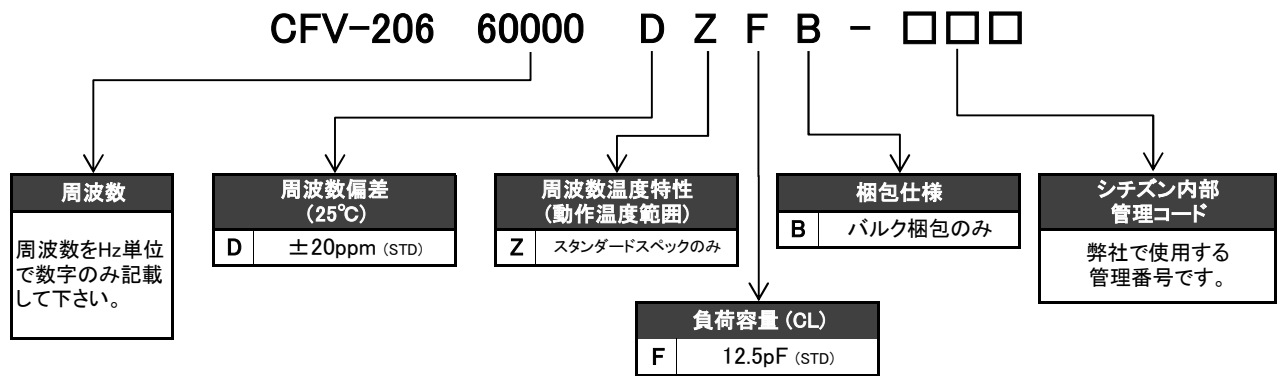 CFV-206 60000 D Z F B - □□□
周波数
周波数をHz単位
で数字のみ記載
して下さい。
周波数偏差
(25℃)
D ±20ppm (STD)
周波数温度特性
(動作温度範囲)
Z スタンダードスペックのみ
負荷容量 (CL)
F 12.5pF (STD)
梱包仕様
B バルク梱包のみ
シチズン内部
管理コード
弊社で使用する
管理番号です。